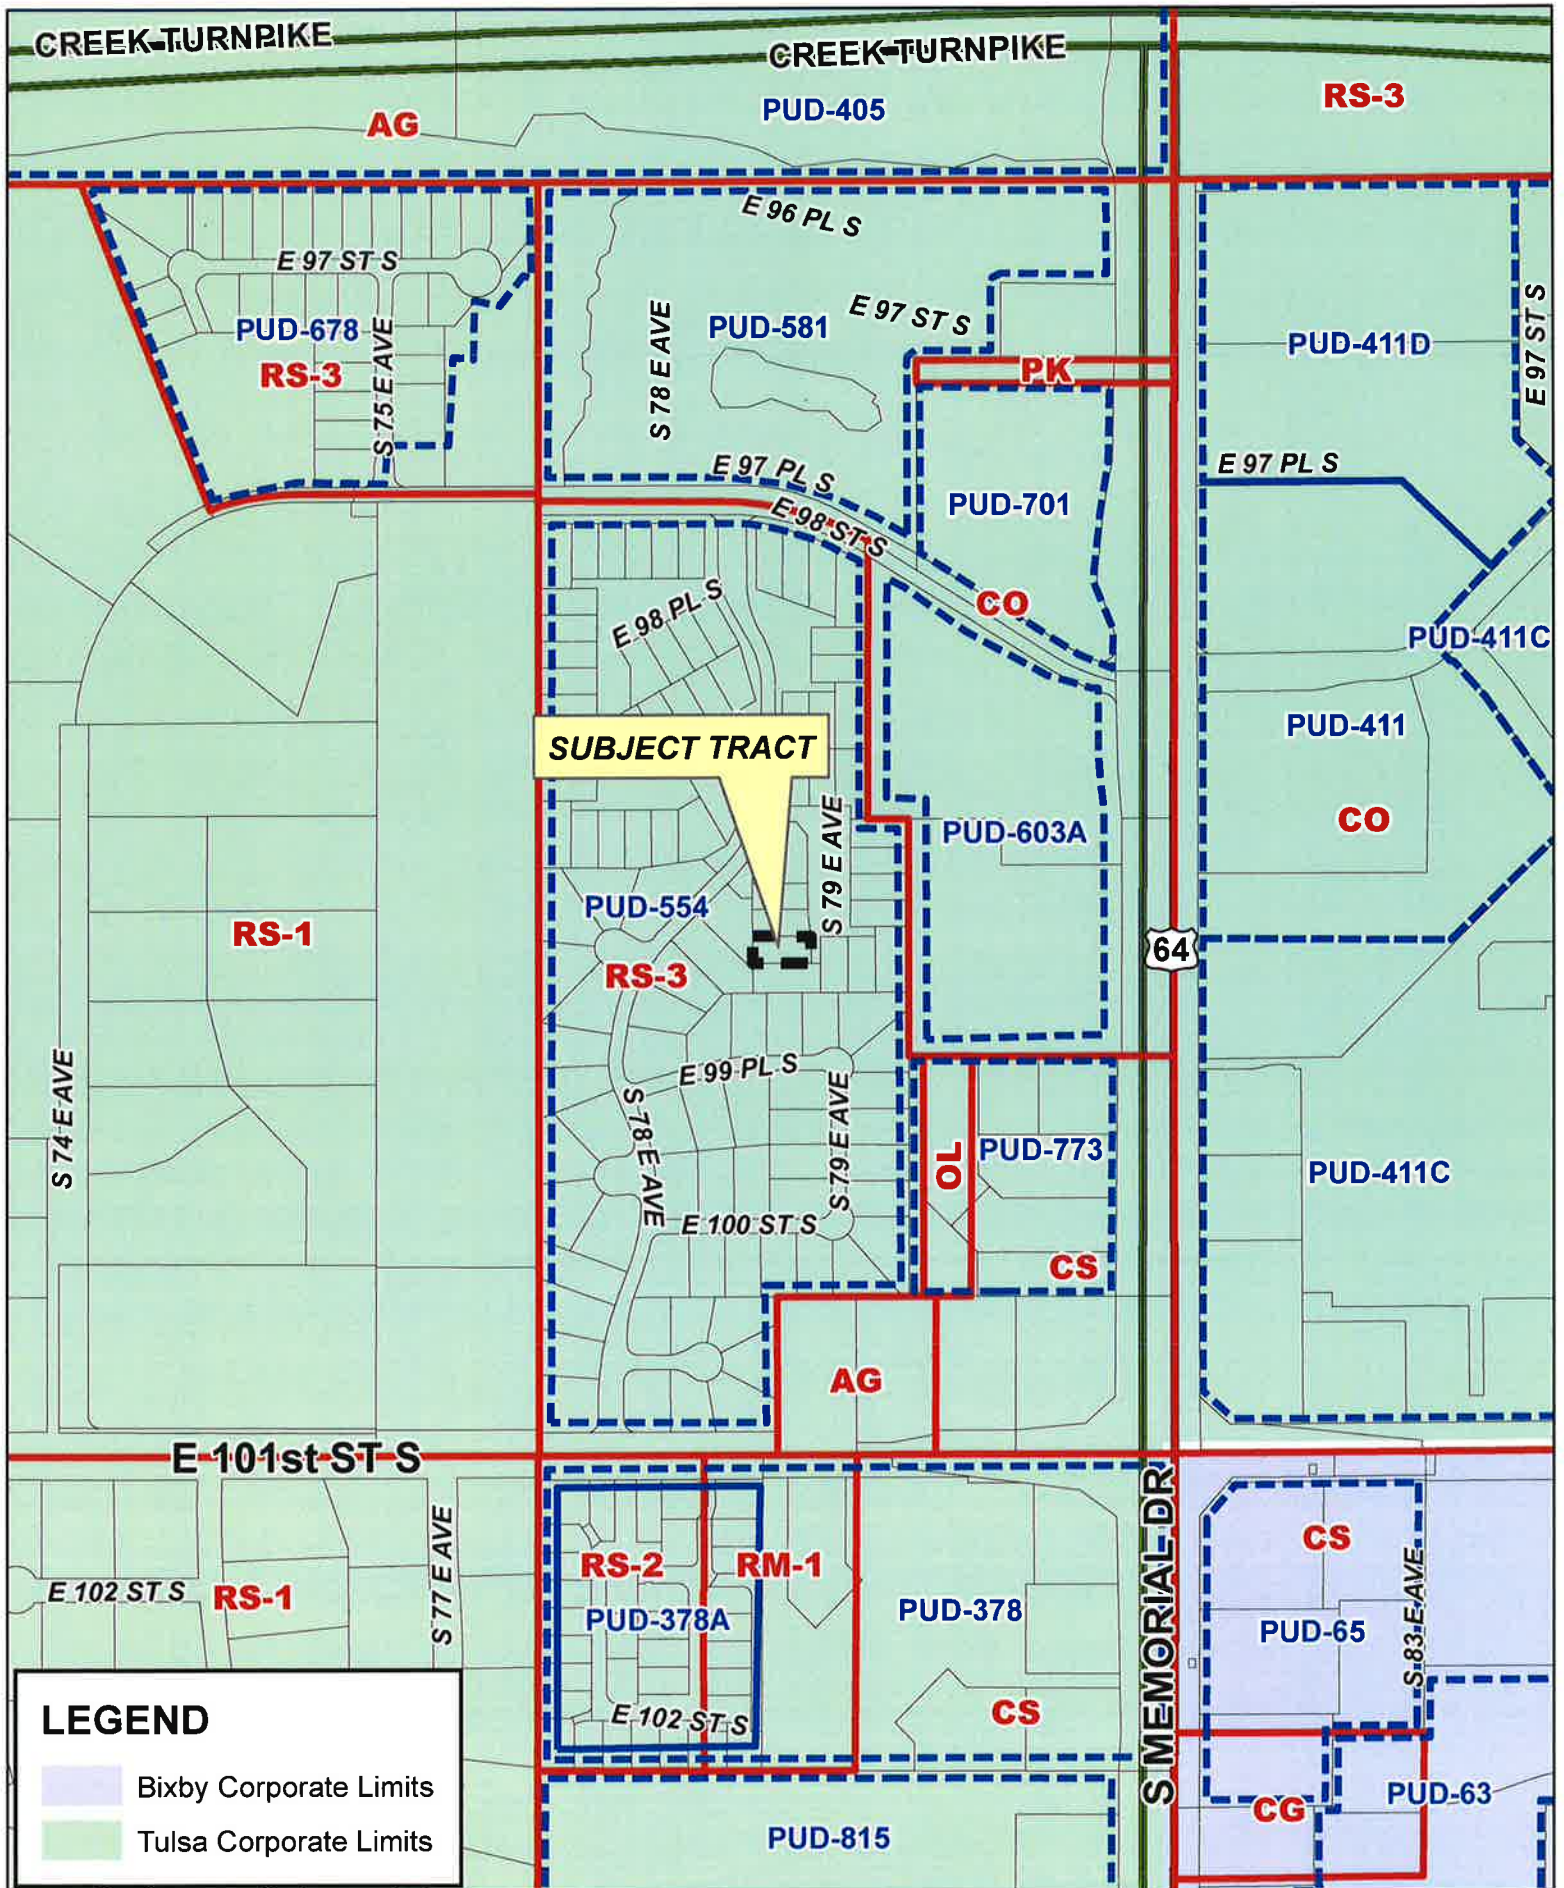 CREEK TURNPIKE
CREEK TURNPIKE
AG
PUD-405
RS-3
E 96 PL S
E 97 ST S
PUD-678
RS-3
S 75 E AVE
S 78 E AVE
PUD-581
E 97 ST S
PK
PUD-411D
E 97 ST S
E 97 PL S
E 97 PL S
PUD-701
E 98 ST S
CO
E 98 PL S
PUD-411C
SUBJECT TRACT
PUD-411
CO
PUD-603A
S 79 E AVE
PUD-554
RS-1
RS-3
64
S 74 E AVE
E 99 PL S
S 78 E AVE
S 79 E AVE
OL
PUD-773
PUD-411C
E 100 ST S
CS
AG
E 101st ST S
S MEMORIAL DR
CS
RS-2
RM-1
E 102 ST S
RS-1
S 77 E AVE
PUD-378A
PUD-378
PUD-65
S 83 E AVE
E 102 ST S
CS
LEGEND
Bixby Corporate Limits
Tulsa Corporate Limits
PUD-63
CG
PUD-815